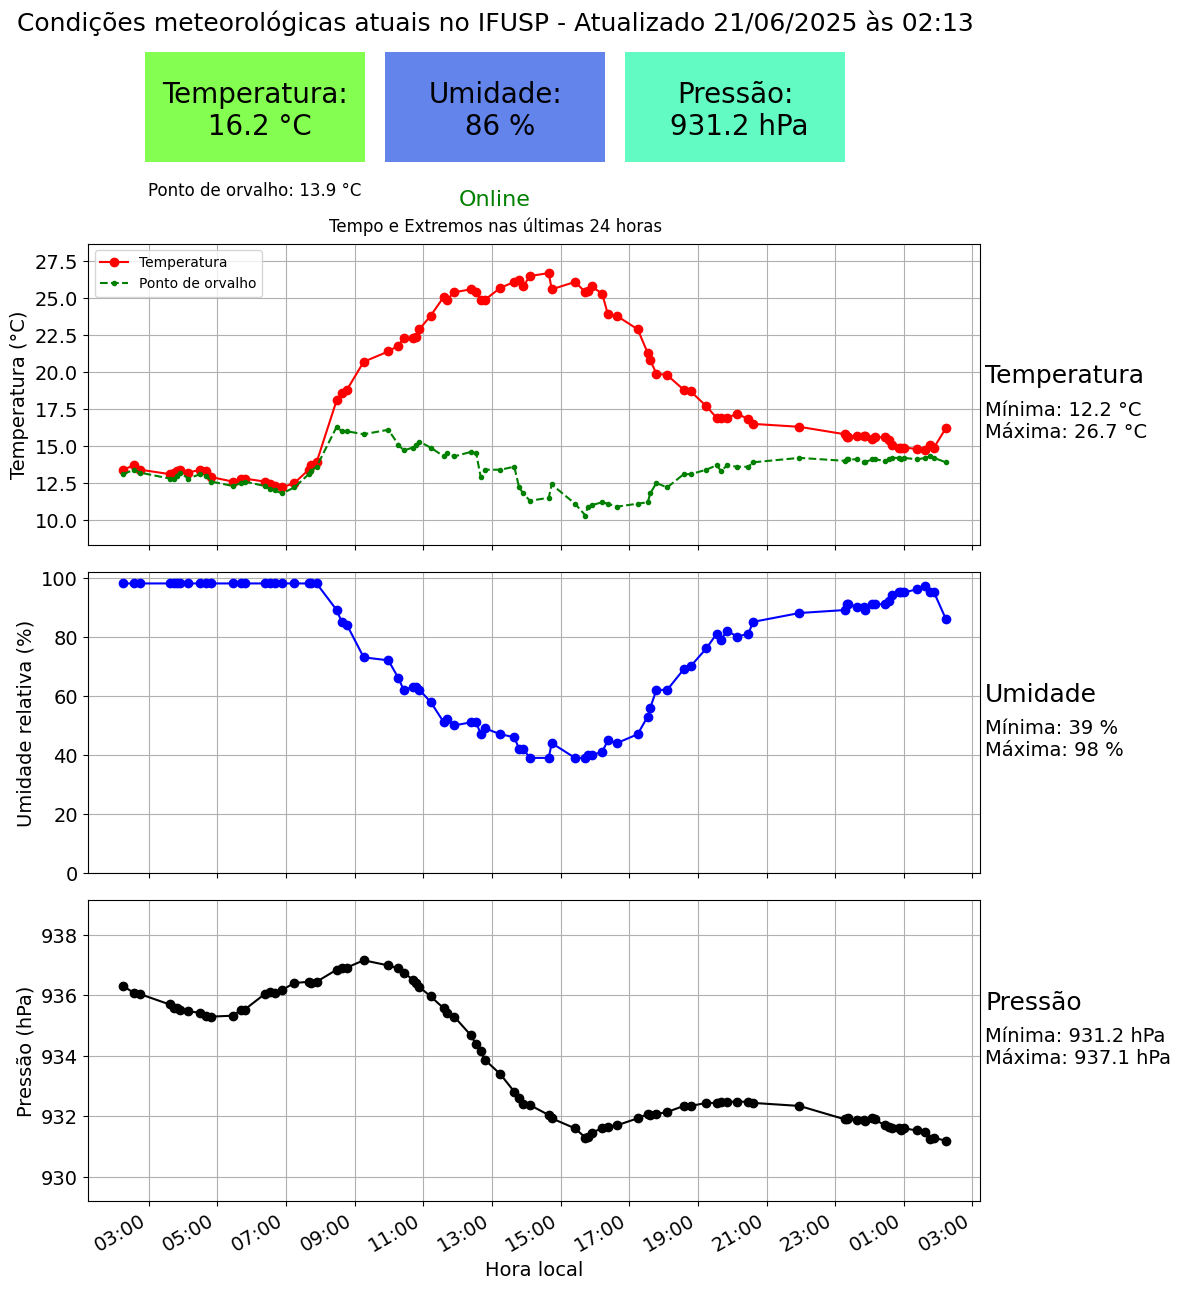 Condições meteorológicas atuais no IFUSP - Atualizado 21/06/2025 às 02:13
Temperatura:
16.2 °C
Umidade:
86 %
Pressão:
931.2 hPa
Ponto de orvalho: 13.9 °C
Online
Tempo e Extremos nas últimas 24 horas
Temperatura
Ponto de orvalho
Temperatura (°C)
27.5
25.0
22.5
20.0
17.5
15.0
12.5
10.0
Temperatura
Mínima: 12.2 °C
Máxima: 26.7 °C
Umidade relativa (%)
100
80
60
40
20
0
Umidade
Mínima: 39 %
Máxima: 98 %
Pressão (hPa)
938
936
934
932
930
Pressão
Mínima: 931.2 hPa
Máxima: 937.1 hPa
03:00 05:00 07:00 09:00 11:00 13:00 15:00 17:00 19:00 21:00 23:00 01:00 03:00
Hora local